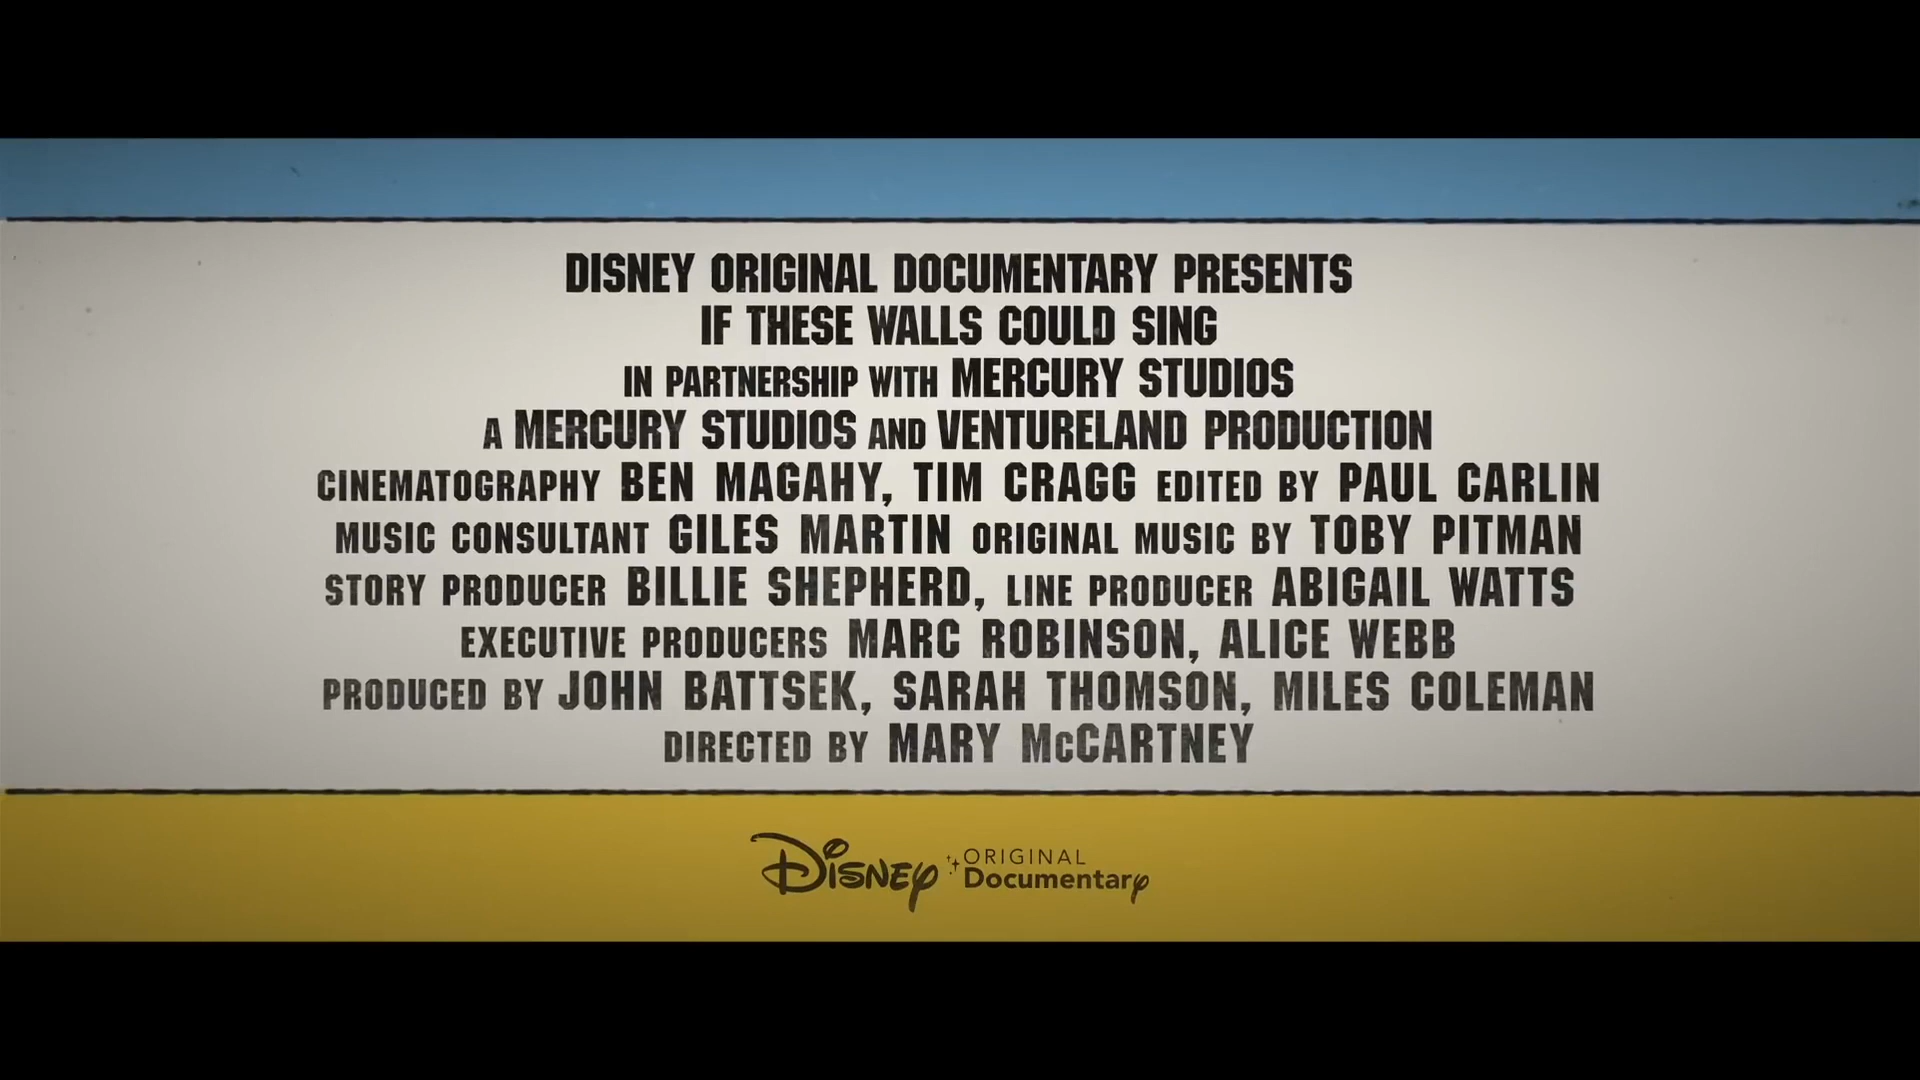 DISNEY ORIGINAL DOCUMENTARY PRESENTS
IF THESE WALLS COULD SING
IN PARTNERSHIP WITH MERCURY STUDIOS
A MERCURY STUDIOS AND VENTURELAND PRODUCTION
CINEMATOGRAPHY BEN MAGAHY, TIM CRAGG EDITED BY PAUL CARLIN
MUSIC CONSULTANT GILES MARTIN ORIGINAL MUSIC BY TOBY PITMAN
STORY PRODUCER BILLIE SHEPHERD, LINE PRODUCER ABIGAIL WATTS
EXECUTIVE PRODUCERS MARC ROBINSON, ALICE WEBB
PRODUCED BY JOHN BATTSEK, SARAH THOMSON, MILES COLEMAN
DIRECTED BY MARY McCARTNEY
Disney ORIGINAL
Documentary